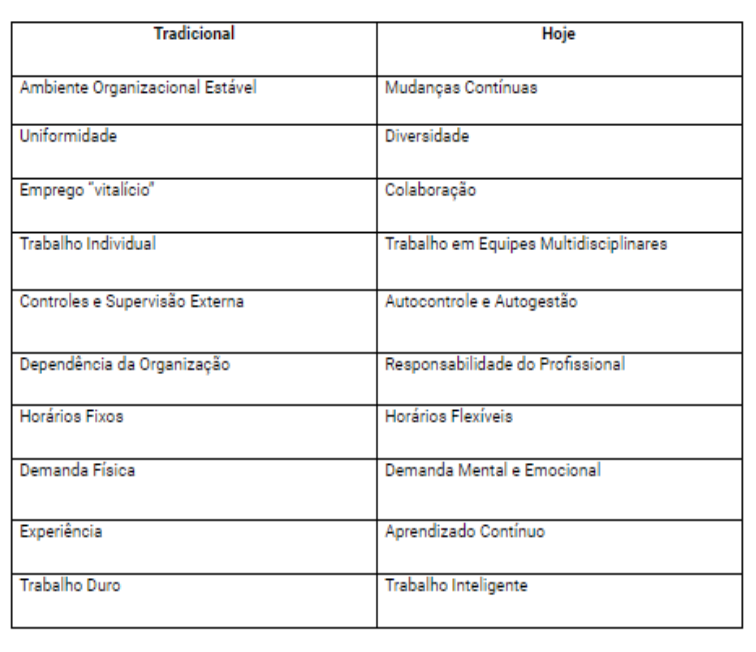 Tradicional Hoje
Ambiente Organizacional Estável Mudanças Contínuas
Uniformidade Diversidade
Emprego “vitalício” Colaboração
Trabalho Individual Trabalho em Equipes Multidisciplinares
Controles e Supervisão Externa Autocontrole e Autogestão
Dependência da Organização Responsabilidade do Profissional
Horários Fixos Horários Flexíveis
Demanda Física Demanda Mental e Emocional
Experiência Aprendizado Contínuo
Trabalho Duro Trabalho Inteligente